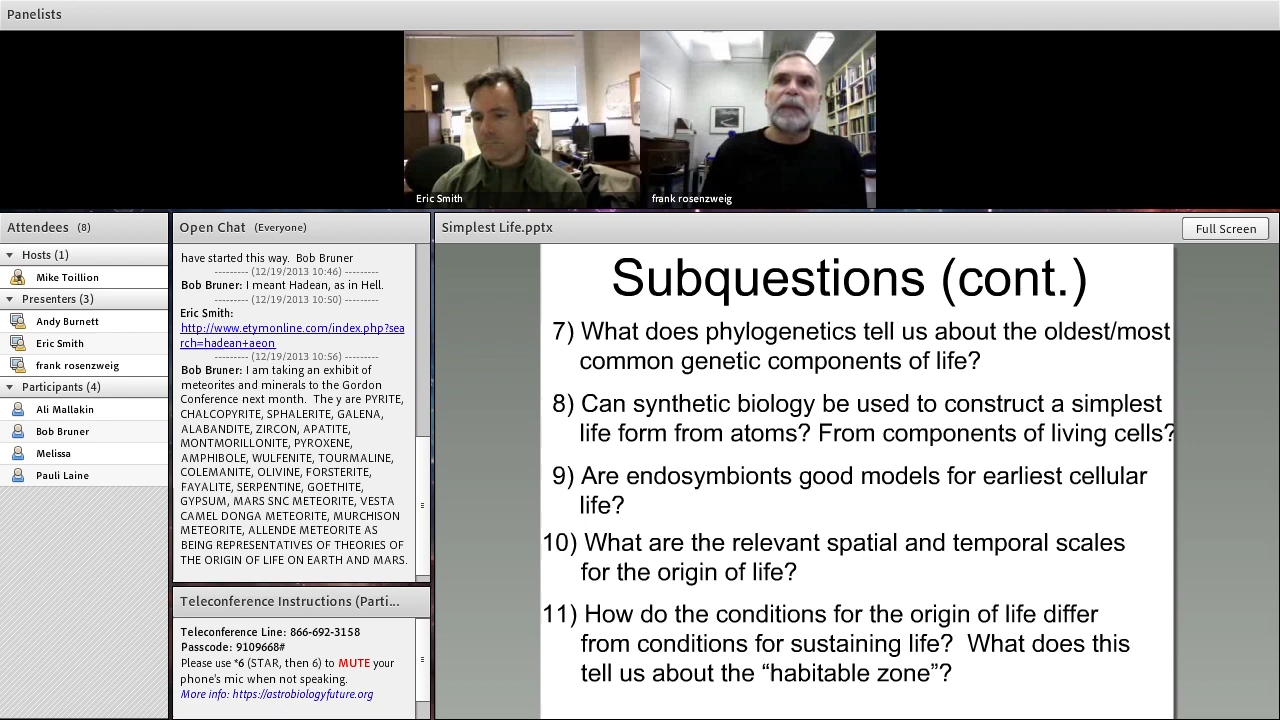 Panelists
Eric Smith
frank rosenzweig
Attendees (8)
Hosts (1)
Mike Toillion
Presenters (3)
Andy Burnett
Eric Smith
frank rosenzweig
Participants (4)
Ali Mallakin
Bob Bruner
Melissa
Pauli Laine
Open Chat (Everyone)
have started this way. Bob Bruner
--------- (12/19/2013 10:46) ---------
Bob Bruner: I meant Hadean, as in Hell.
--------- (12/19/2013 10:50) ---------
Eric Smith:
http://www.etymonline.com/index.php?sea
rch=hadean+aeon
--------- (12/19/2013 10:56) ---------
Bob Bruner: I am taking an exhibit of
meteorites and minerals to the Gordon
Conference next month. The y are PYRITE,
CHALCOPYRITE, SPHALERITE, GALENA,
ALABANDITE, ZIRCON, APATITE,
MONTMORILLONITE, PYROXENE,
AMPHIBOLE, WULFENITE, TOURMALINE,
COLEMANITE, OLIVINE, FORSTERITE,
FAYALITE, SERPENTINE, GOETHITE,
GYPSUM, MARS SNC METEORITE, VESTA
CAMEL DONGA METEORITE, MURCHISON
METEORITE, ALLENDE METEORITE AS
BEING REPRESENTATIVES OF THEORIES OF
THE ORIGIN OF LIFE ON EARTH AND MARS.
Teleconference Instructions (Parti...
Teleconference Line: 866-692-3158
Passcode: 9109668#
Please use *6 (STAR, then 6) to MUTE your
phone's mic when not speaking.
More info: https://astrobiologyfuture.org
Simplest Life.pptx
Full Screen
Subquestions (cont.)
7) What does phylogenetics tell us about the oldest/most
common genetic components of life?
8) Can synthetic biology be used to construct a simplest
life form from atoms? From components of living cells?
9) Are endosymbionts good models for earliest cellular
life?
10) What are the relevant spatial and temporal scales
for the origin of life?
11) How do the conditions for the origin of life differ
from conditions for sustaining life? What does this
tell us about the “habitable zone”?